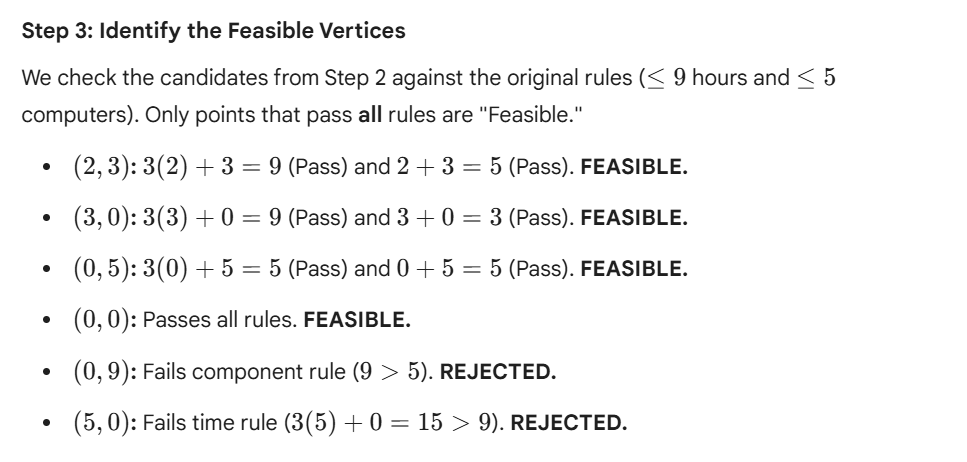 Step 3: Identify the Feasible Vertices
We check the candidates from Step 2 against the original rules (≤ 9 hours and ≤ 5
computers). Only points that pass all rules are "Feasible."
• (2, 3): 3(2) + 3 = 9 (Pass) and 2 + 3 = 5 (Pass). FEASIBLE.
• (3, 0): 3(3) + 0 = 9 (Pass) and 3 + 0 = 3 (Pass). FEASIBLE.
• (0, 5): 3(0) + 5 = 5 (Pass) and 0 + 5 = 5 (Pass). FEASIBLE.
• (0, 0): Passes all rules. FEASIBLE.
• (0, 9): Fails component rule (9 > 5). REJECTED.
• (5, 0): Fails time rule (3(5) + 0 = 15 > 9). REJECTED.